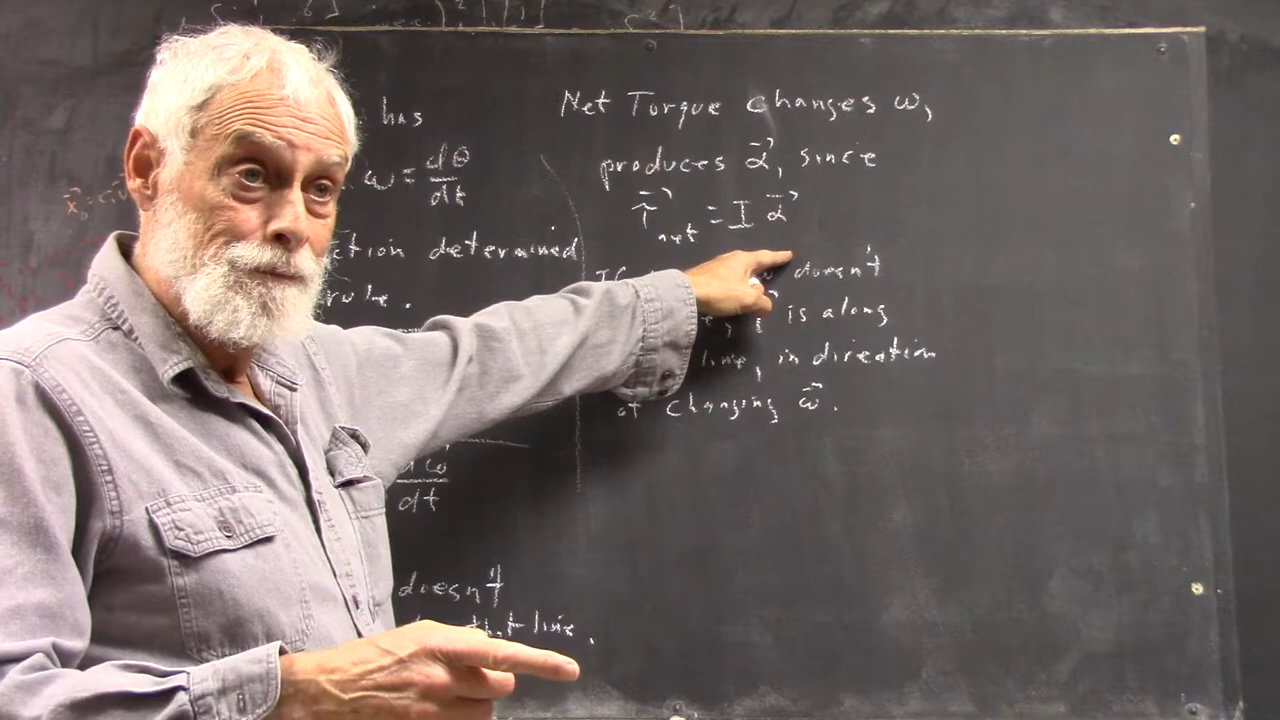 has
ω = dθ/dt
ction determined
rule.
dω/dt
doesn't
that line.
Net Torque changes ω,
produces α⃗, since
τ⃗net = I α⃗
If ω⃗ doesn't
τ⃗ is along
line, in direction
of changing ω⃗.